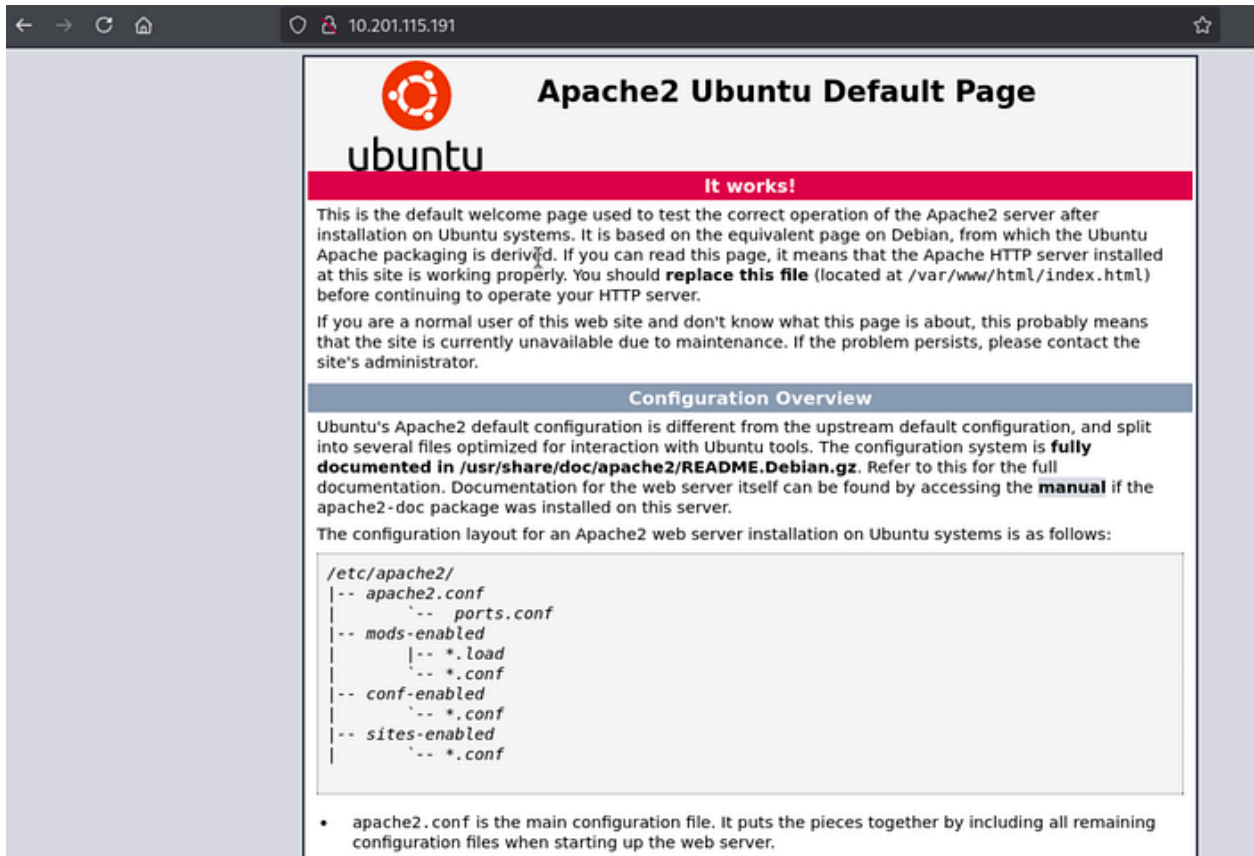 10.201.115.191
ubuntu
Apache2 Ubuntu Default Page
It works!
This is the default welcome page used to test the correct operation of the Apache2 server after
installation on Ubuntu systems. It is based on the equivalent page on Debian, from which the Ubuntu
Apache packaging is derived. If you can read this page, it means that the Apache HTTP server installed
at this site is working properly. You should replace this file (located at /var/www/html/index.html)
before continuing to operate your HTTP server.
If you are a normal user of this web site and don't know what this page is about, this probably means
that the site is currently unavailable due to maintenance. If the problem persists, please contact the
site's administrator.
Configuration Overview
Ubuntu's Apache2 default configuration is different from the upstream default configuration, and split
into several files optimized for interaction with Ubuntu tools. The configuration system is fully
documented in /usr/share/doc/apache2/README.Debian.gz. Refer to this for the full
documentation. Documentation for the web server itself can be found by accessing the manual if the
apache2-doc package was installed on this server.
The configuration layout for an Apache2 web server installation on Ubuntu systems is as follows:
/etc/apache2/
|-- apache2.conf
|       `--  ports.conf
|-- mods-enabled
|       |-- *.load
|       `-- *.conf
|-- conf-enabled
|       `-- *.conf
|-- sites-enabled
|       `-- *.conf
• apache2.conf is the main configuration file. It puts the pieces together by including all remaining
configuration files when starting up the web server.